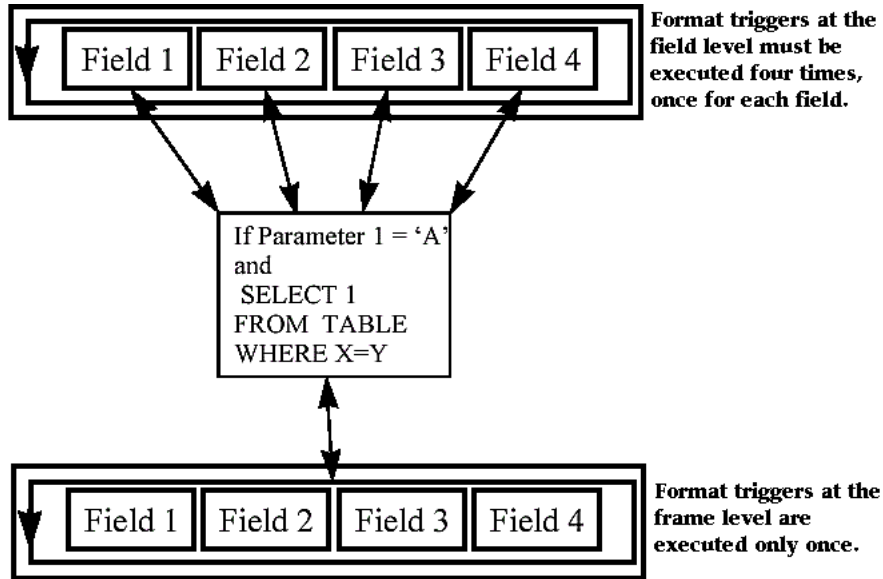 Field 1 Field 2 Field 3 Field 4
Format triggers at the
field level must be
executed four times,
once for each field.
If Parameter 1 = ‘A’
and
SELECT 1
FROM TABLE
WHERE X=Y
Field 1 Field 2 Field 3 Field 4
Format triggers at the
frame level are
executed only once.